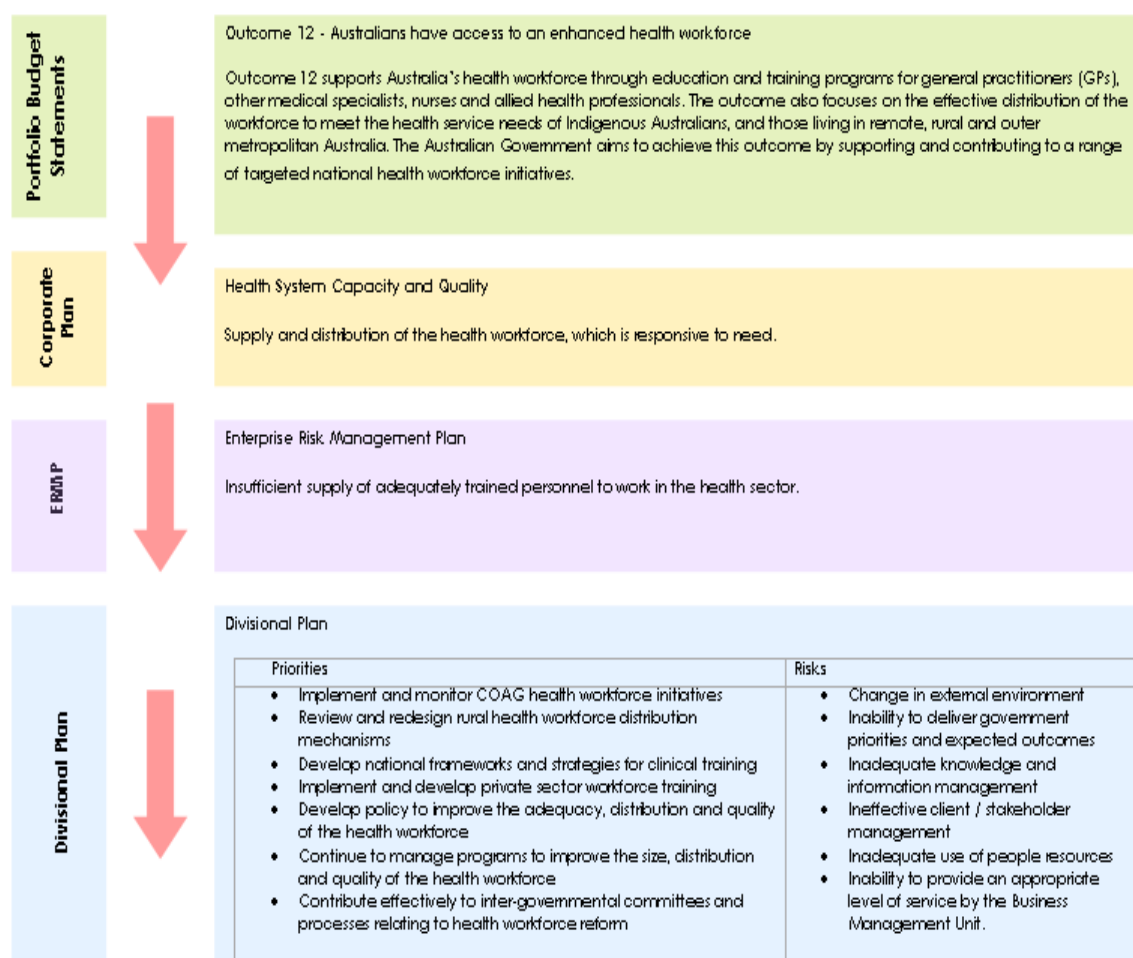 Portfolio Budget
Statements
Outcome 12 - Australians have access to an enhanced health workforce
Outcome 12 supports Australia's health workforce through education and training programs for general practitioners (GPs),
other medical specialists, nurses and allied health professionals. The outcome also focuses on the effective distribution of the
workforce to meet the health service needs of Indigenous Australians, and those living in remote, rural and outer
metropolitan Australia. The Australian Government aims to achieve this outcome by supporting and contributing to a range
of targeted national health workforce initiatives.
Corporate
Plan
Health System Capacity and Quality
Supply and distribution of the health workforce, which is responsive to need.
ERMP
Enterprise Risk Management Plan
Insufficient supply of adequately trained personnel to work in the health sector.
Divisional Plan
Divisional Plan
Priorities
• Implement and monitor COAG health workforce initiatives
• Review and redesign rural health workforce distribution
mechanisms
• Develop national frameworks and strategies for clinical training
• Implement and develop private sector workforce training
• Develop policy to improve the adequacy, distribution and quality
of the health workforce
• Continue to manage programs to improve the size, distribution
and quality of the health workforce
• Contribute effectively to inter-governmental committees and
processes relating to health workforce reform
Risks
• Change in external environment
• Inability to deliver government
priorities and expected outcomes
• Inadequate knowledge and
information management
• Ineffective client / stakeholder
management
• Inadequate use of people resources
• Inability to provide an appropriate
level of service by the Business
Management Unit.